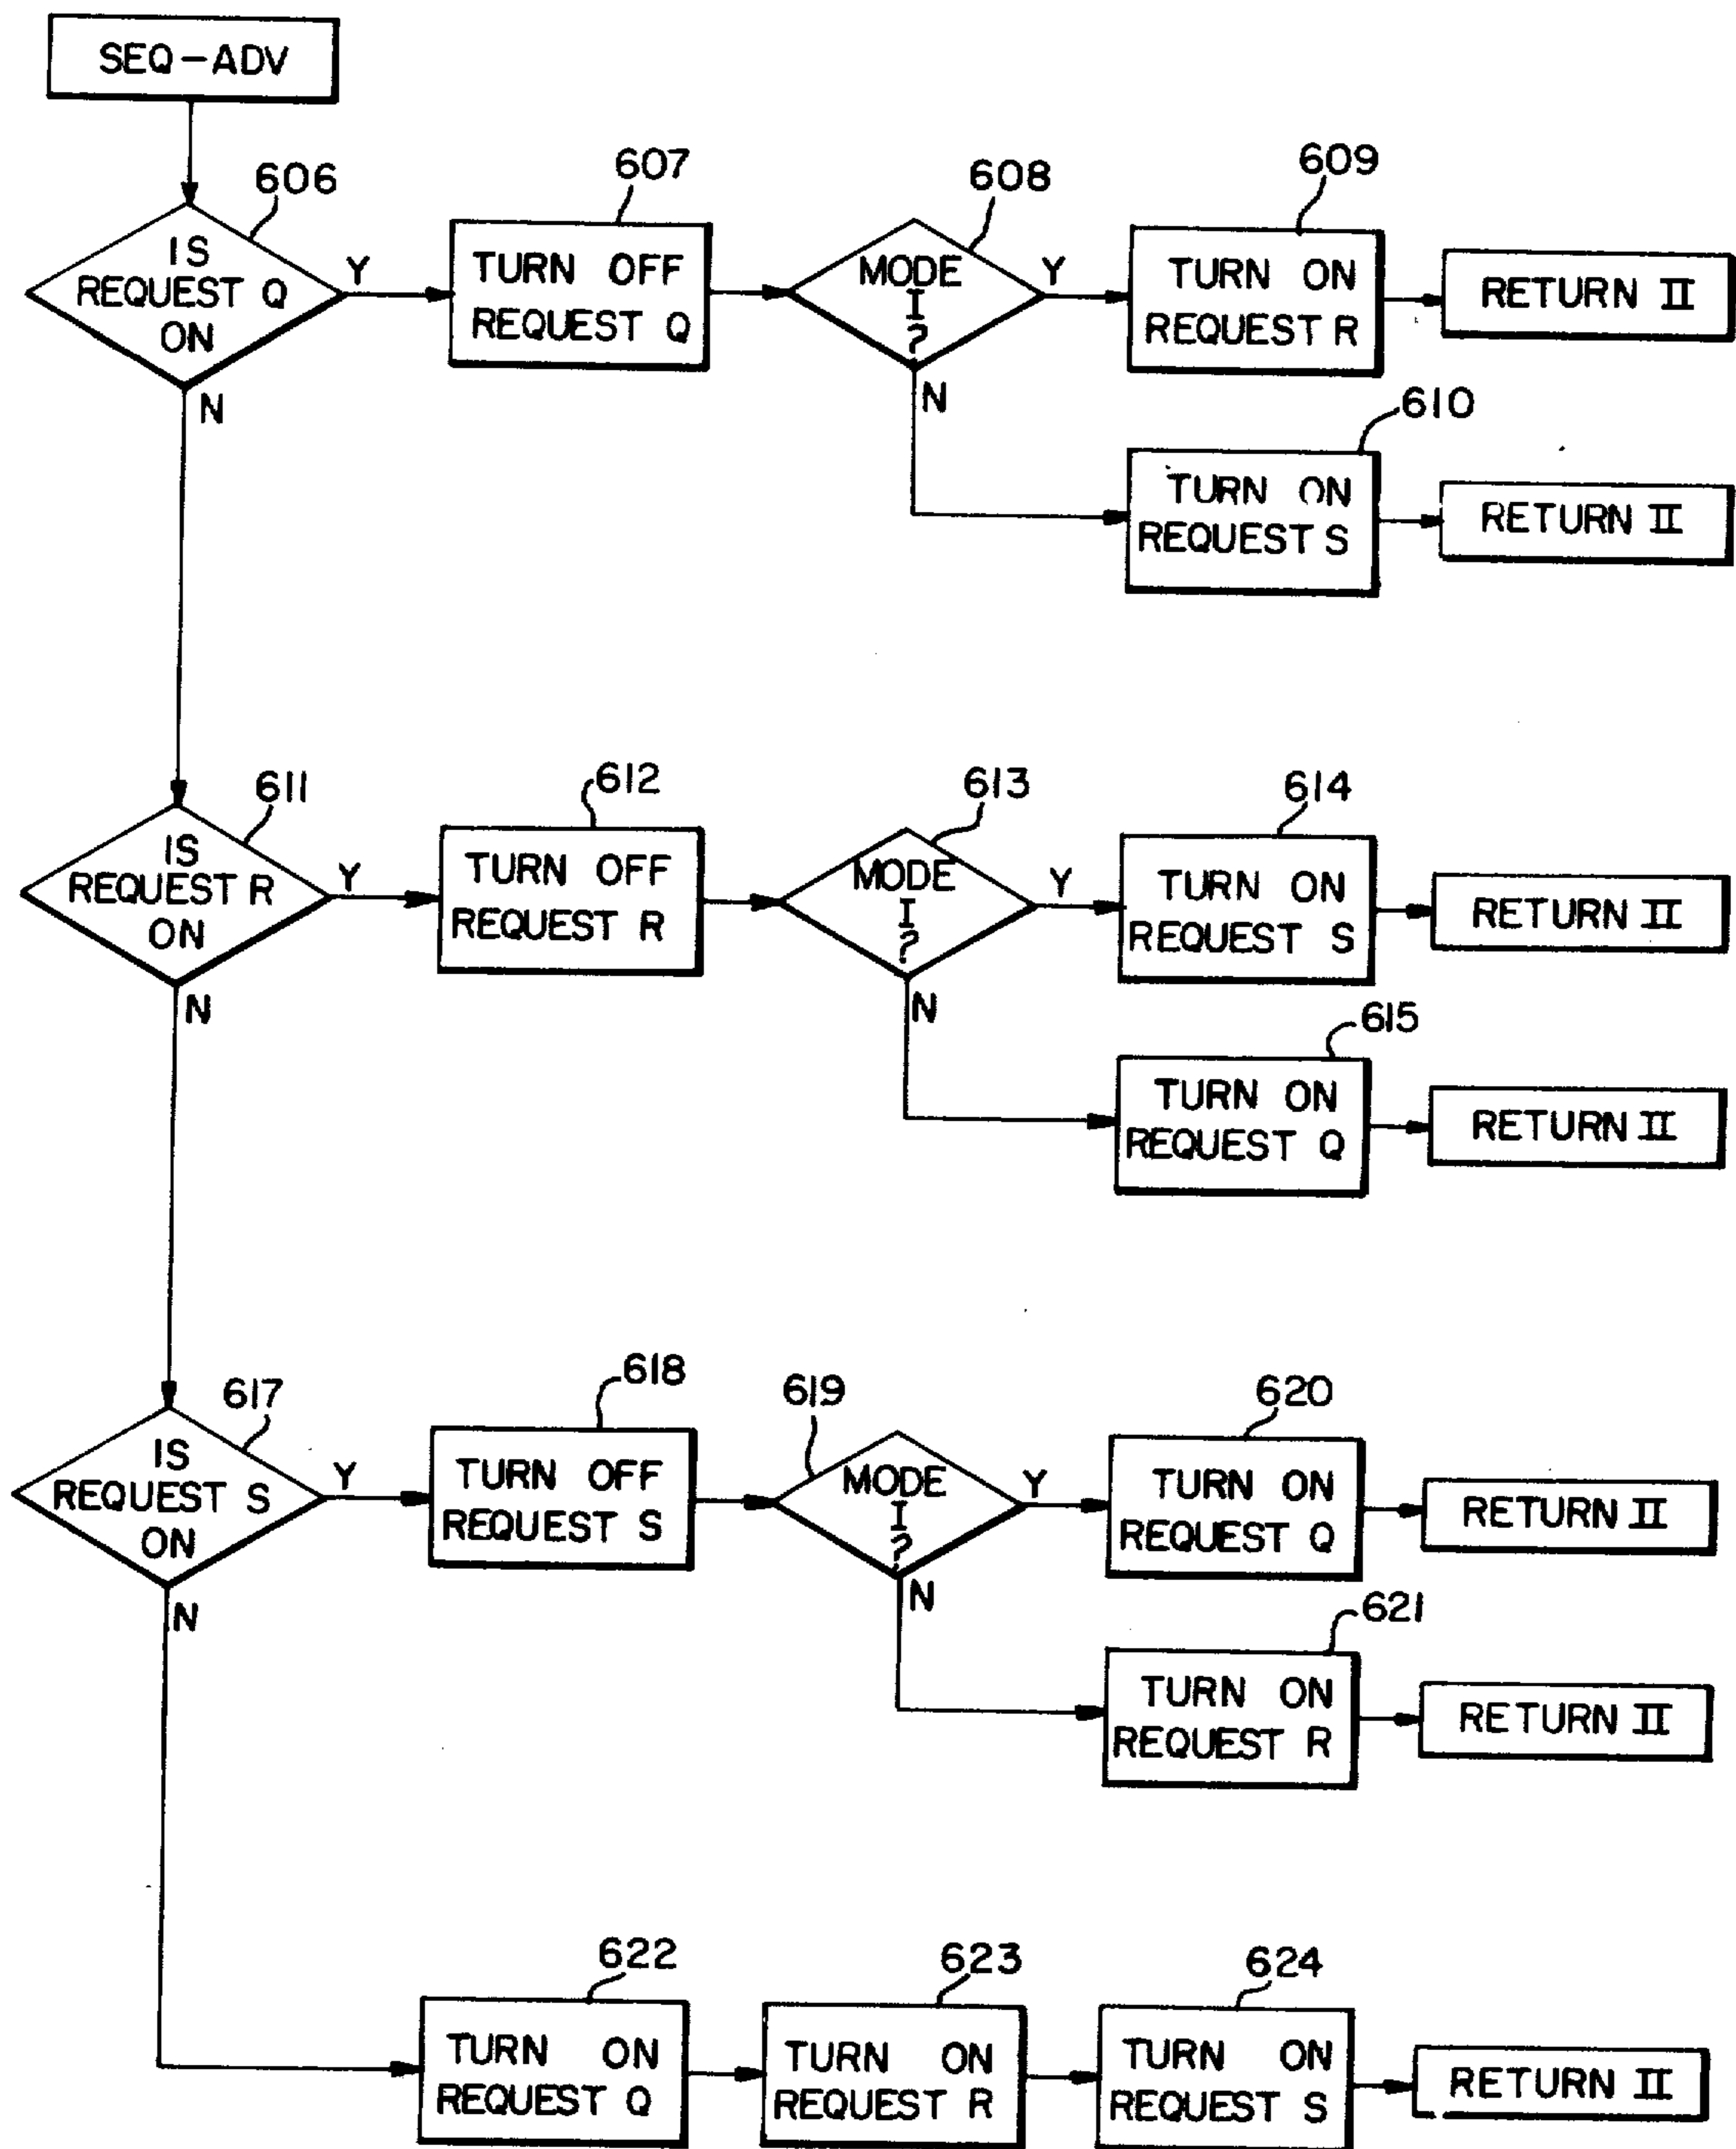 SEQ-ADV
606
607
608
609
IS
REQUEST Q
ON
Y
TURN OFF
REQUEST Q
MODE
I
?
Y
TURN ON
REQUEST R
RETURN II
N
N
610
TURN ON
REQUEST S
RETURN II
611
612
613
614
IS
REQUEST R
ON
Y
TURN OFF
REQUEST R
MODE
I
?
Y
TURN ON
REQUEST S
RETURN II
N
N
615
TURN ON
REQUEST Q
RETURN II
617
618
619
620
IS
REQUEST S
ON
Y
TURN OFF
REQUEST S
MODE
I
?
Y
TURN ON
REQUEST Q
RETURN II
N
N
621
TURN ON
REQUEST R
RETURN II
622
623
624
TURN ON
REQUEST Q
TURN ON
REQUEST R
TURN ON
REQUEST S
RETURN II